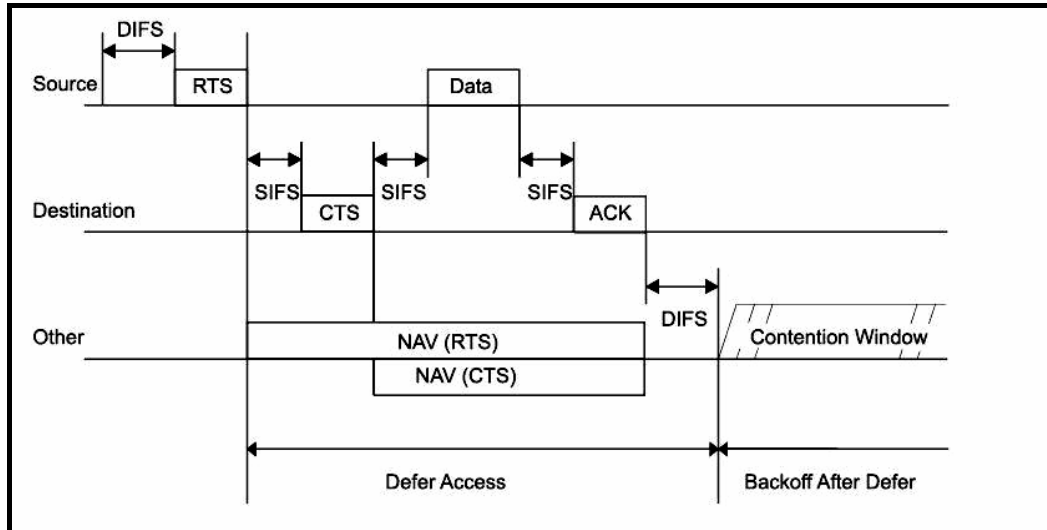 DIFS
Source
RTS
Data
SIFS
SIFS
SIFS
Destination
CTS
ACK
DIFS
Other
NAV (RTS)
Contention Window
NAV (CTS)
Defer Access
Backoff After Defer